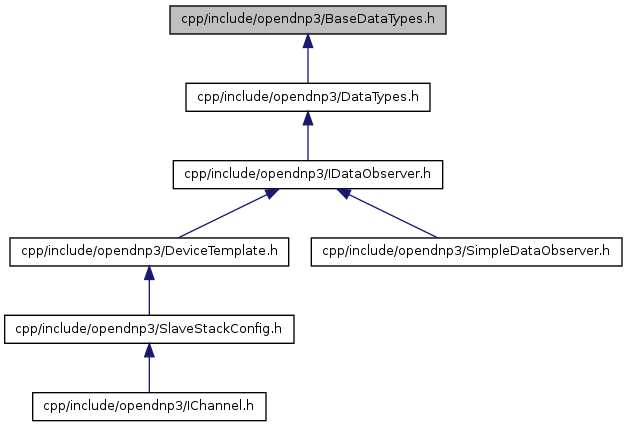 cpp/include/opendnp3/BaseDataTypes.h
cpp/include/opendnp3/DataTypes.h
cpp/include/opendnp3/IDataObserver.h
cpp/include/opendnp3/DeviceTemplate.h
cpp/include/opendnp3/SimpleDataObserver.h
cpp/include/opendnp3/SlaveStackConfig.h
cpp/include/opendnp3/IChannel.h